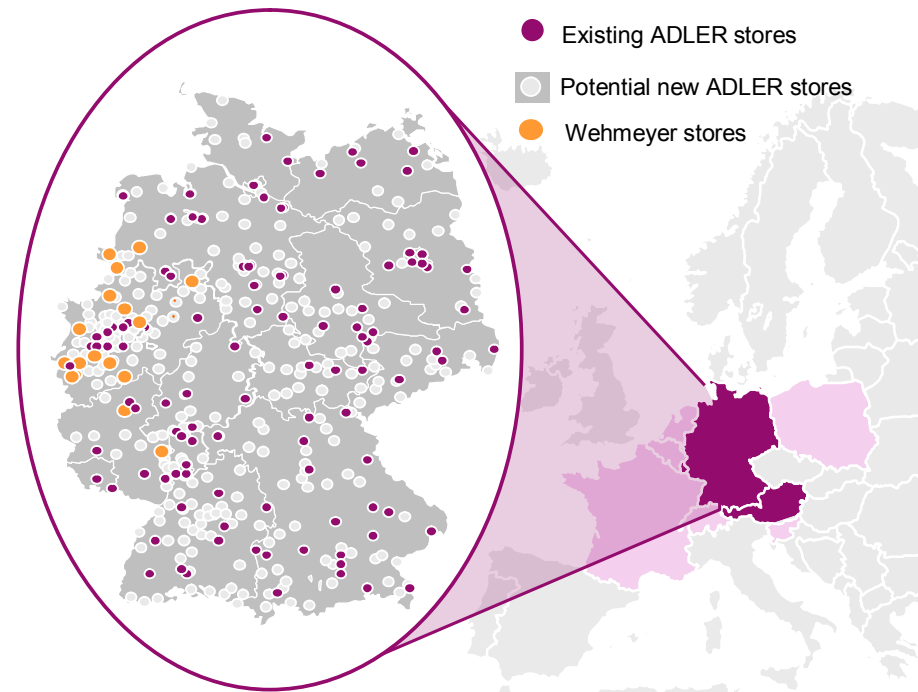 Existing ADLER stores
Potential new ADLER stores
Wehmeyer stores